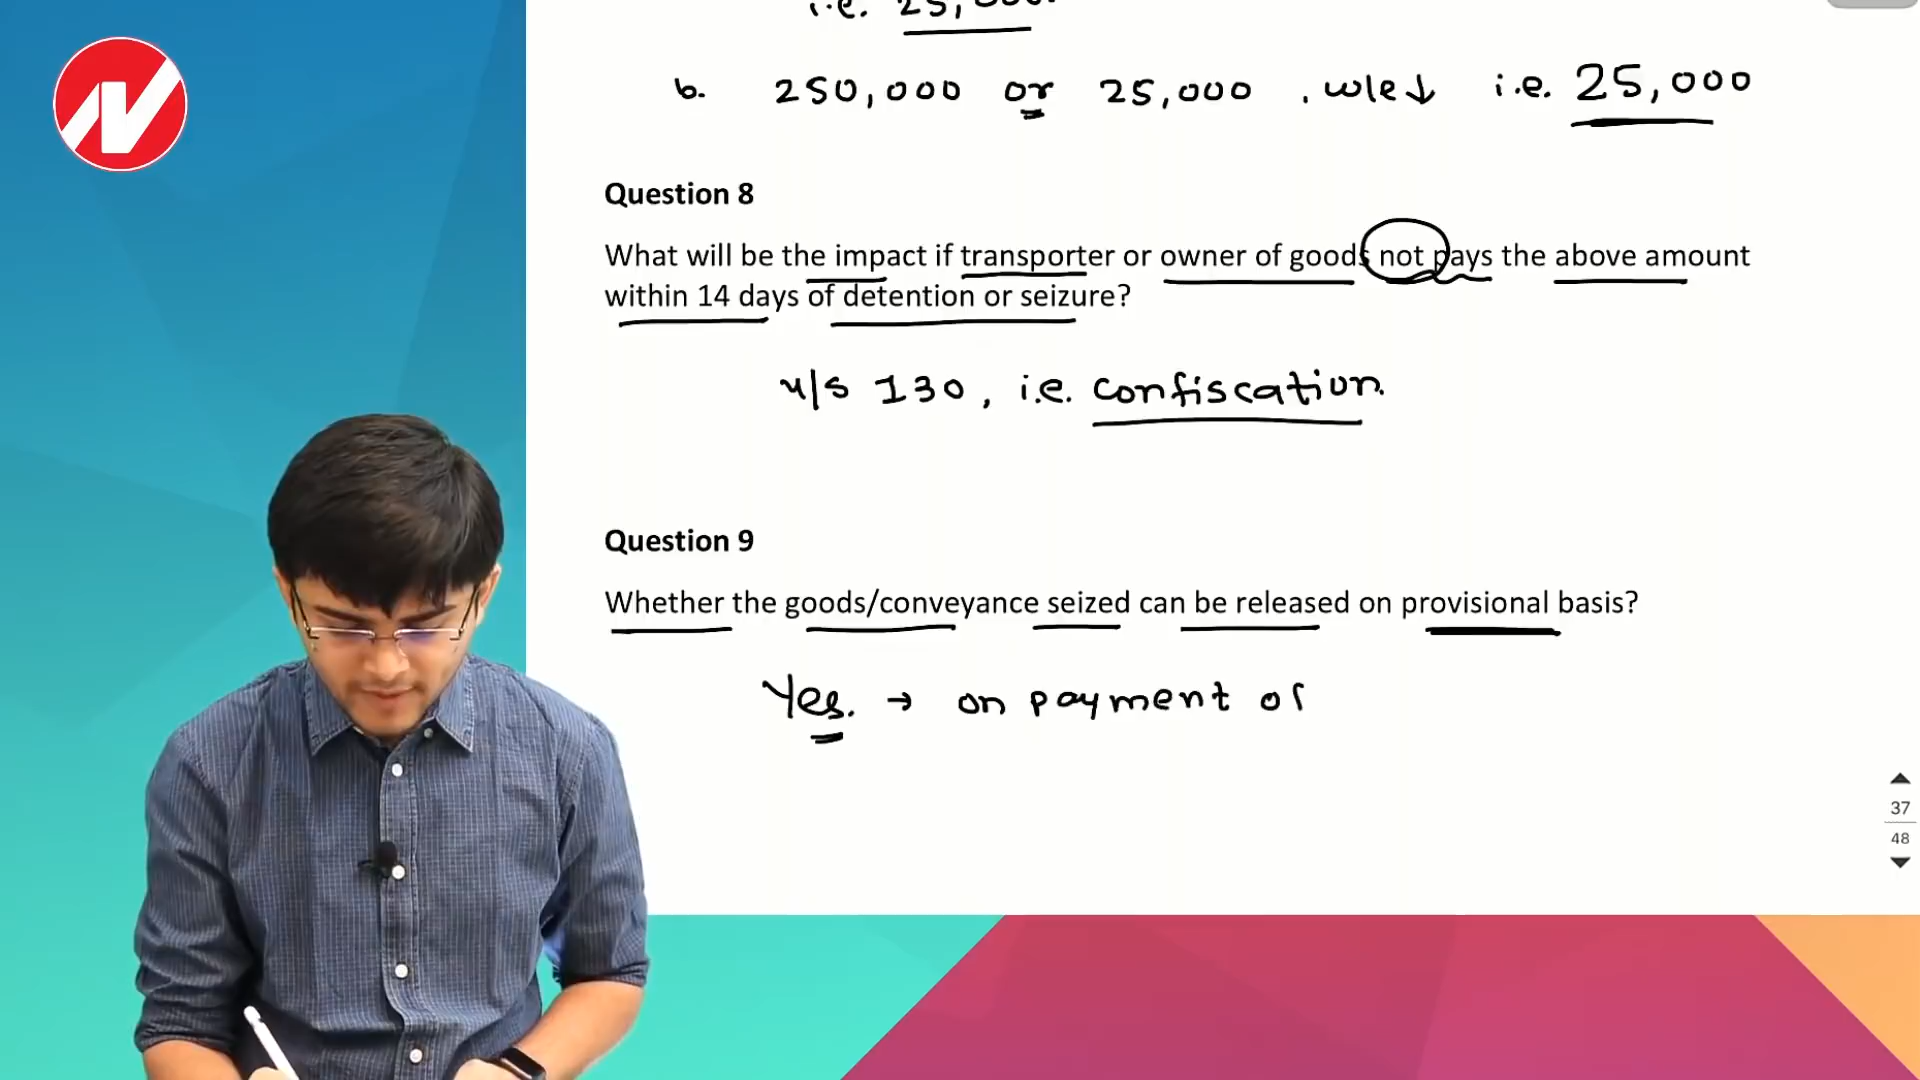 i.e. 25,000.
b. 250,000 or 25,000 . w/e ↓ i.e. 25,000
Question 8
What will be the impact if transporter or owner of goods not pays the above amount
within 14 days of detention or seizure?
u/s 130, i.e. confiscation.
Question 9
Whether the goods/conveyance seized can be released on provisional basis?
Yes. → on payment of
37
48